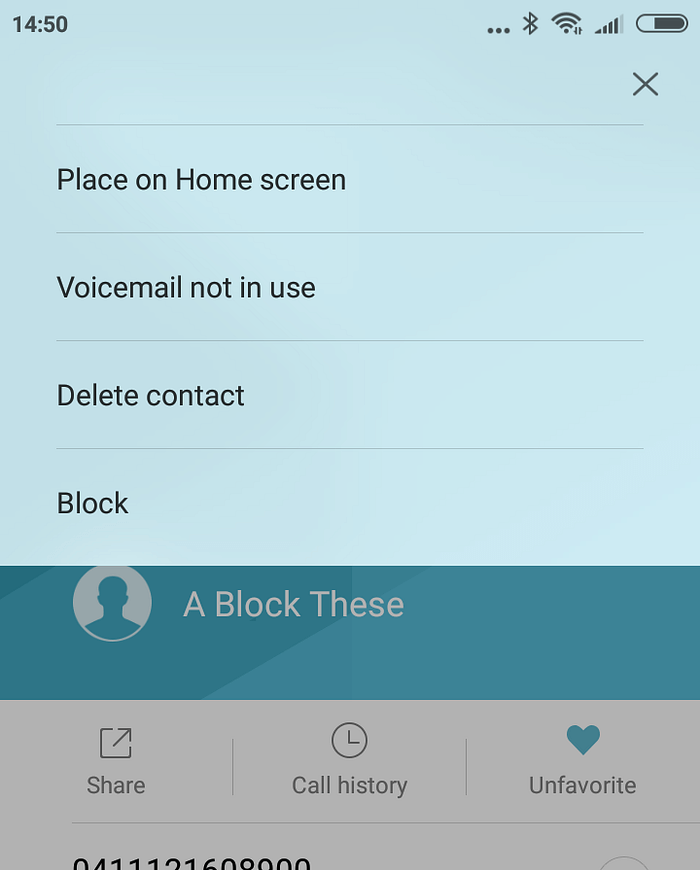 14:50
Place on Home screen
Voicemail not in use
Delete contact
Block
A Block These
Share
Call history
Unfavorite
0411121608900